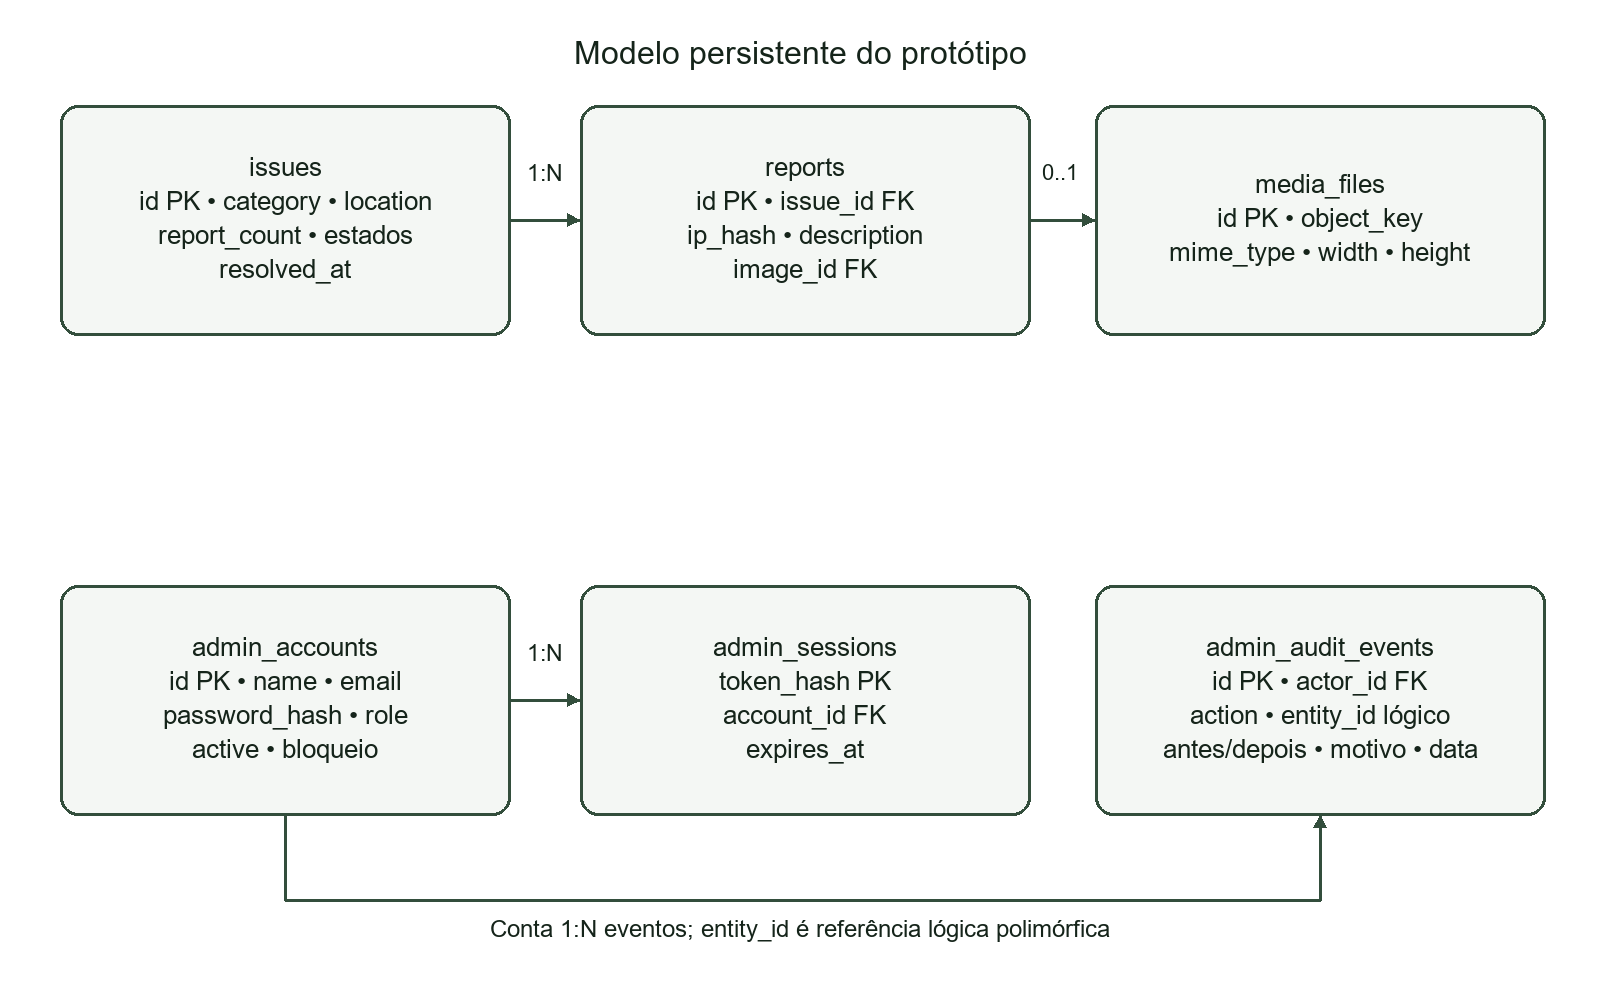 Modelo persistente do protótipo
issues
id PK • category • location
report_count • estados
resolved_at
1:N
reports
id PK • issue_id FK
ip_hash • description
image_id FK
0..1
media_files
id PK • object_key
mime_type • width • height
admin_accounts
id PK • name • email
password_hash • role
active • bloqueio
1:N
admin_sessions
token_hash PK
account_id FK
expires_at
admin_audit_events
id PK • actor_id FK
action • entity_id lógico
antes/depois • motivo • data
Conta 1:N eventos; entity_id é referência lógica polimórfica